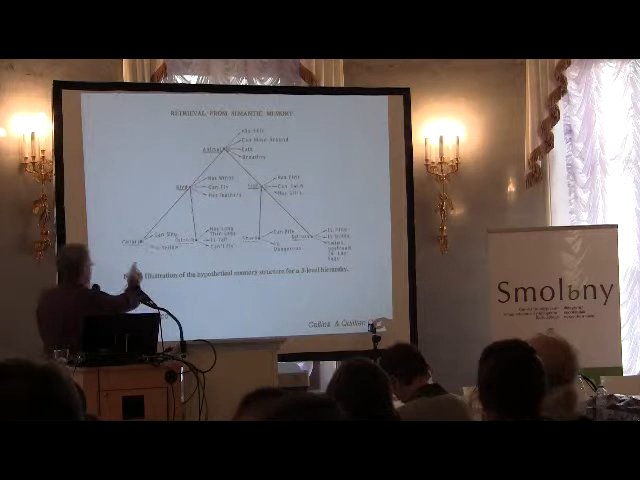 RETRIEVAL FROM SEMANTIC MEMORY
Has Skin
Can Move Around
Eats
Breathes
Animal
Bird
Has Wings
Can Fly
Has Feathers
Fish
Has Fins
Can Swim
Has Gills
Canary
Can Sing
Is Yellow
Ostrich
Has Long
Thin Legs
Is Tall
Can't Fly
Shark
Can Bite
Is
Dangerous
Salmon
Is Pink
Is Edible
Swims
Upstream
To Lay
Eggs
Illustration of the hypothetical memory structure for a 3-level hierarchy.
Collins & Quillian
Smolbny